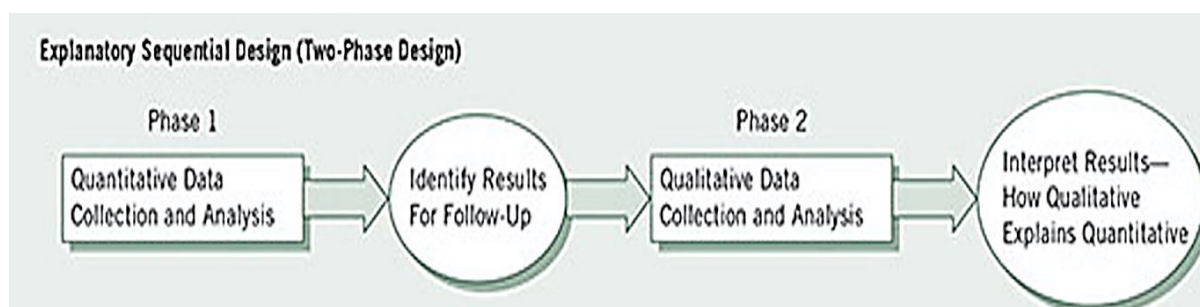 Explanatory Sequential Design (Two-Phase Design)
Phase 1
Quantitative Data
Collection and Analysis
Identify Results
For Follow-Up
Phase 2
Qualitative Data
Collection and Analysis
Interpret Results—
How Qualitative
Explains Quantitative